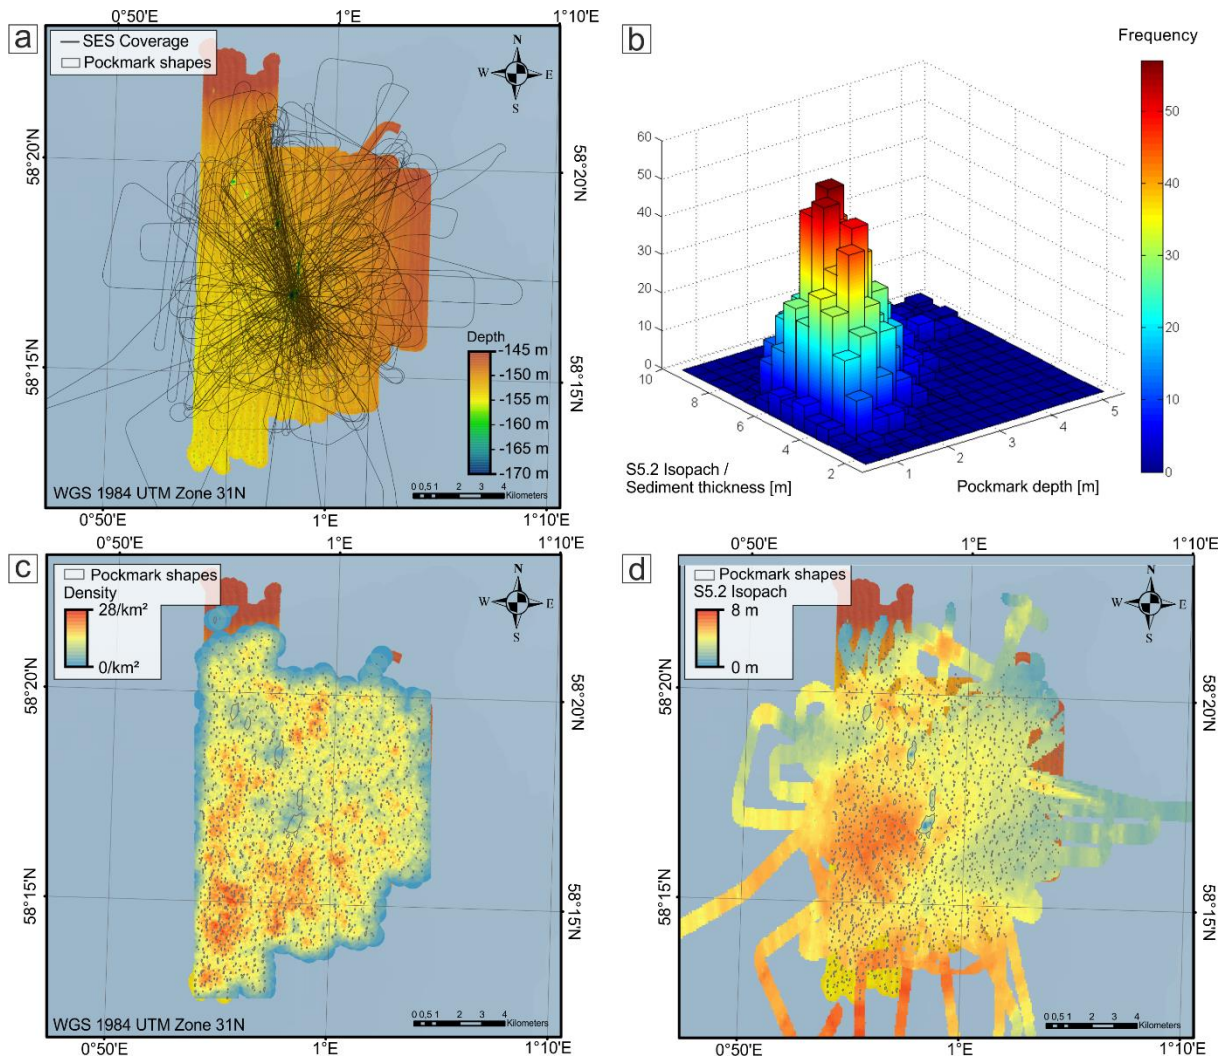 a
0°50'E
1°E
1°10'E
SES Coverage
Pockmark shapes
N
W
E
S
58°20'N
58°20'N
58°15'N
58°15'N
Depth
-145 m
-150 m
-155 m
-160 m
-165 m
-170 m
WGS 1984 UTM Zone 31N
0 0,5 1 2 3 4
Kilometers
0°50'E
1°E
1°10'E
b
Frequency
60
50
40
30
20
10
0
10
8
6
4
2
1
2
3
4
5
50
40
30
20
10
0
S5.2 Isopach /
Sediment thickness [m]
Pockmark depth [m]
c
0°50'E
1°E
1°10'E
Pockmark shapes
Density
28/km²
0/km²
N
W
E
S
58°20'N
58°20'N
58°15'N
58°15'N
WGS 1984 UTM Zone 31N
0 0,5 1 2 3 4
Kilometers
0°50'E
1°E
1°10'E
d
0°50'E
1°E
1°10'E
Pockmark shapes
S5.2 Isopach
8 m
0 m
N
W
E
S
58°20'N
58°20'N
58°15'N
58°15'N
0 0,5 1 2 3 4
Kilometers
0°50'E
1°E
1°10'E